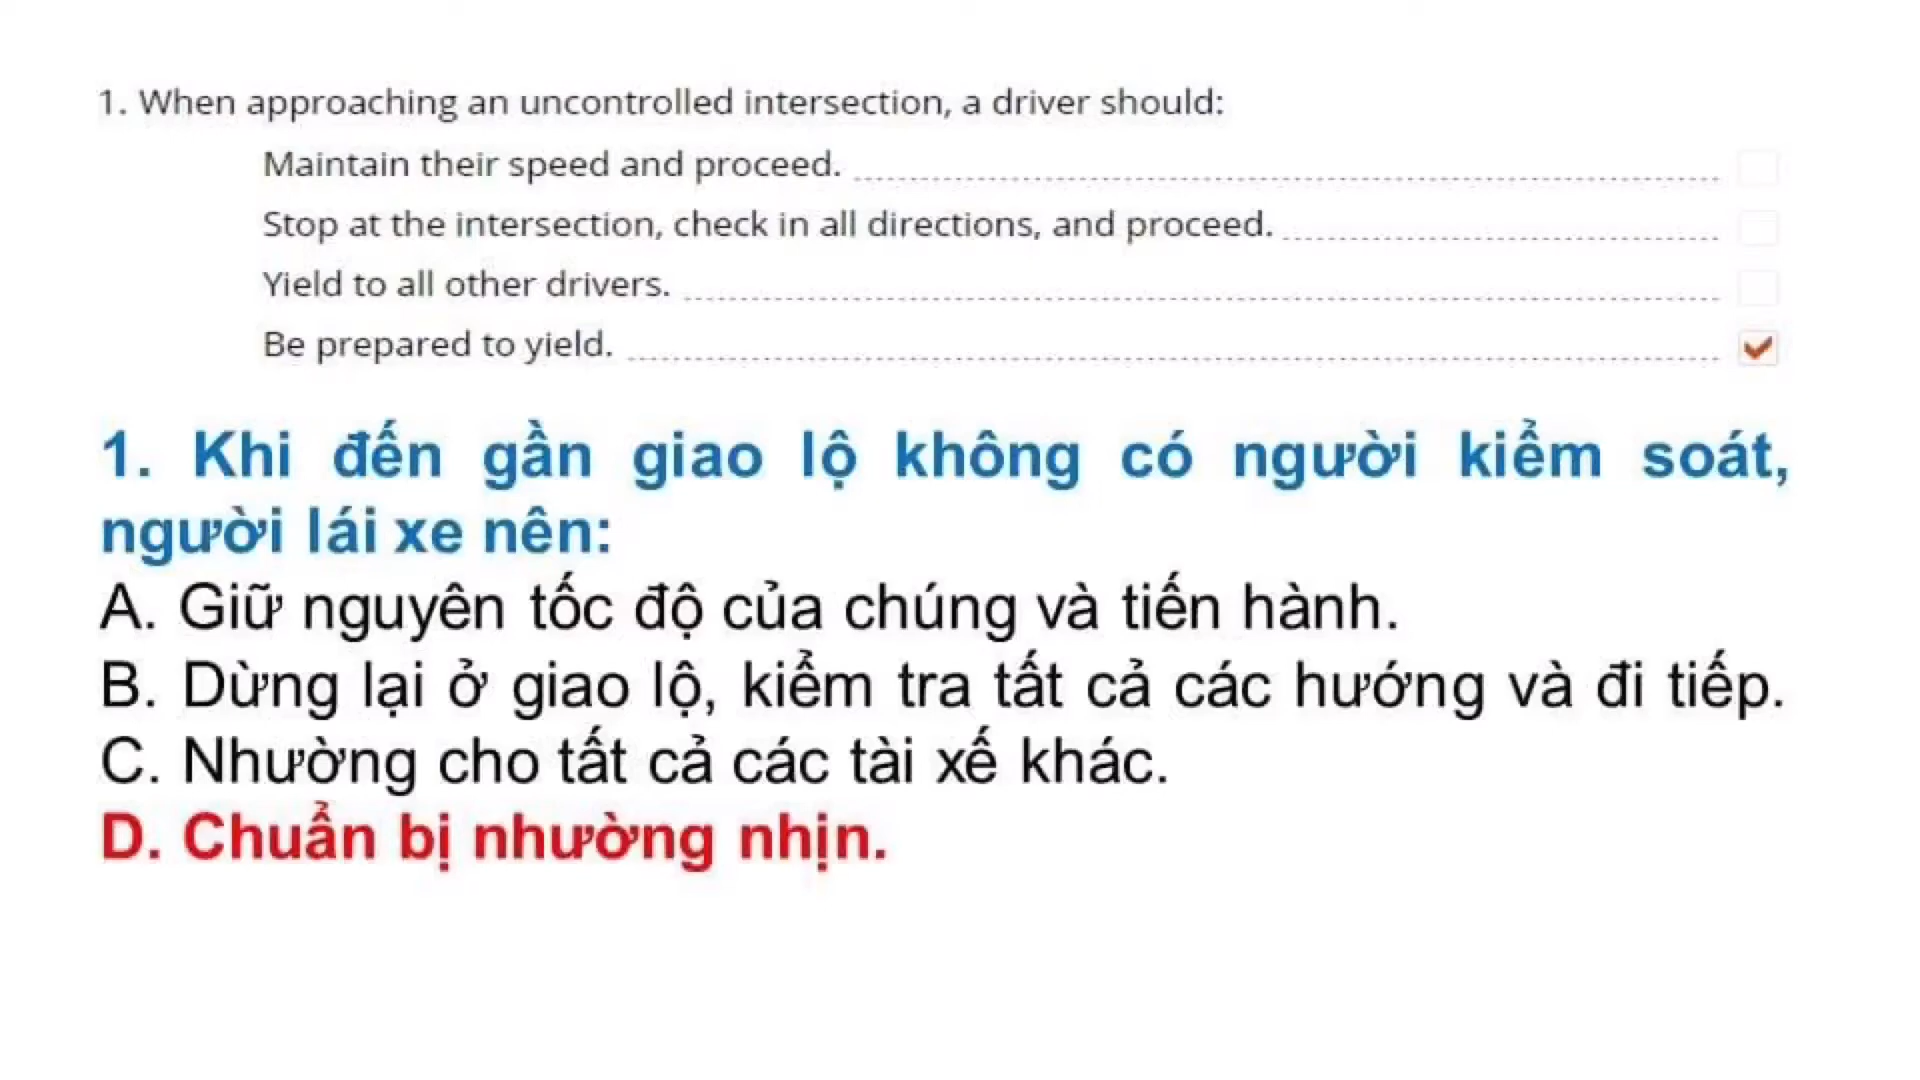 1. When approaching an uncontrolled intersection, a driver should:
Maintain their speed and proceed.
Stop at the intersection, check in all directions, and proceed.
Yield to all other drivers.
Be prepared to yield.
1. Khi đến gần giao lộ không có người kiểm soát,
người lái xe nên:
A. Giữ nguyên tốc độ của chúng và tiến hành.
B. Dừng lại ở giao lộ, kiểm tra tất cả các hướng và đi tiếp.
C. Nhường cho tất cả các tài xế khác.
D. Chuẩn bị nhường nhịn.